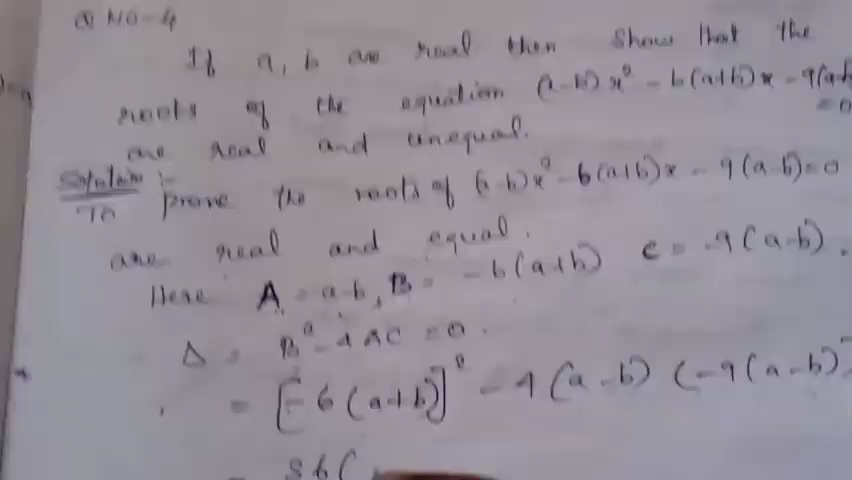 Q NO-4
If a, b are real then show that the
roots of the equation (a-b)x² - 6(a+b)x - 9(a-b
=0
are real and unequal.
Solution :-
To prove the roots of (a-b)x² - 6(a+b)x - 9(a-b)=0
are real and equal.
Here A = a-b, B = -6(a+b) C = -9(a-b).
Δ = B² - 4AC = 0.
= [-6(a+b)]² - 4(a-b) (-9(a-b)
= 36(